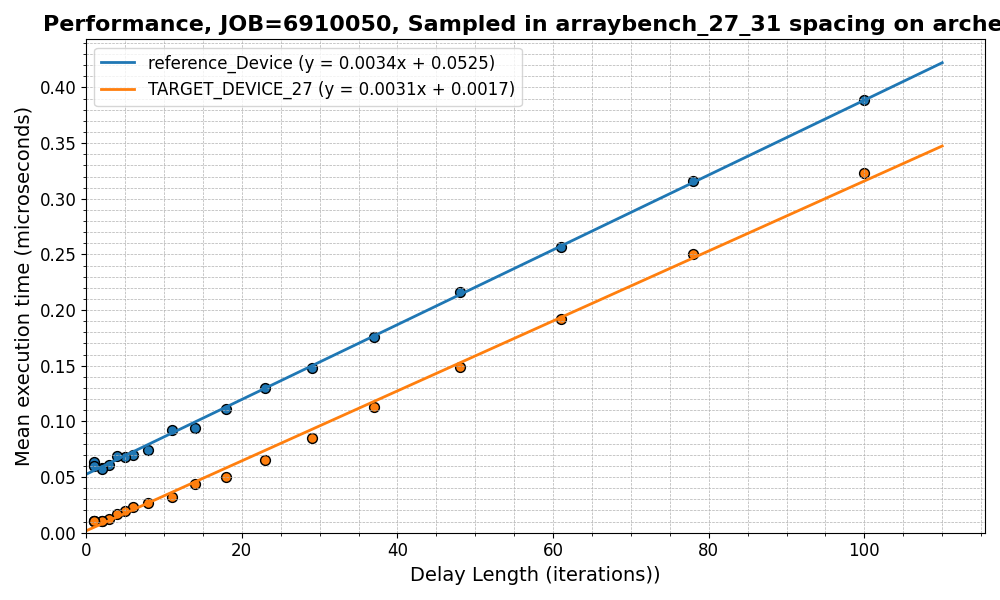 Performance, JOB=6910050, Sampled in arraybench_27_31 spacing on arche
reference_Device (y = 0.0034x + 0.0525)
TARGET_DEVICE_27 (y = 0.0031x + 0.0017)
Mean execution time (microseconds)
0.40
0.35
0.30
0.25
0.20
0.15
0.10
0.05
0.00
0 20 40 60 80 100
Delay Length (iterations))